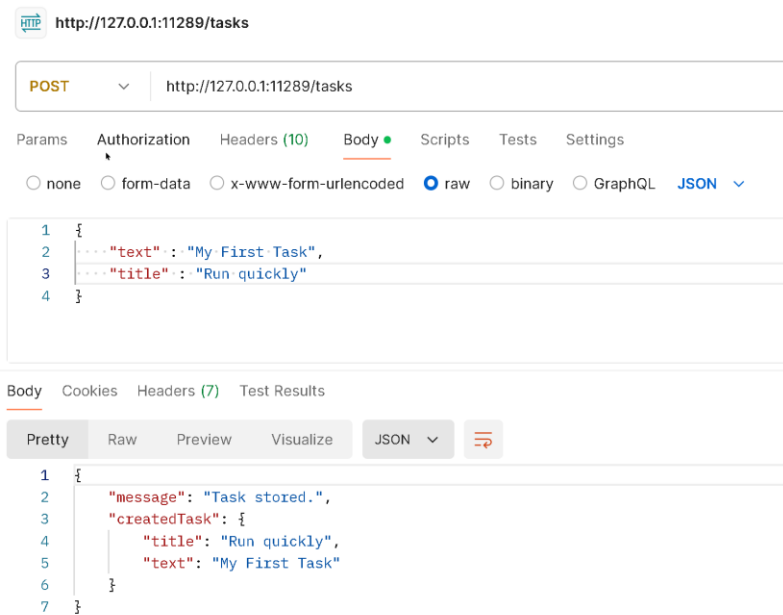 HTTP http://127.0.0.1:11289/tasks
POST http://127.0.0.1:11289/tasks
Params Authorization Headers (10) Body Scripts Tests Settings
none form-data x-www-form-urlencoded raw binary GraphQL JSON
1 {
2 "text" : "My First Task",
3 "title" : "Run quickly"
4 }
Body Cookies Headers (7) Test Results
Pretty Raw Preview Visualize JSON
1 {
2 "message": "Task stored.",
3 "createdTask": {
4 "title": "Run quickly",
5 "text": "My First Task"
6 }
7 }